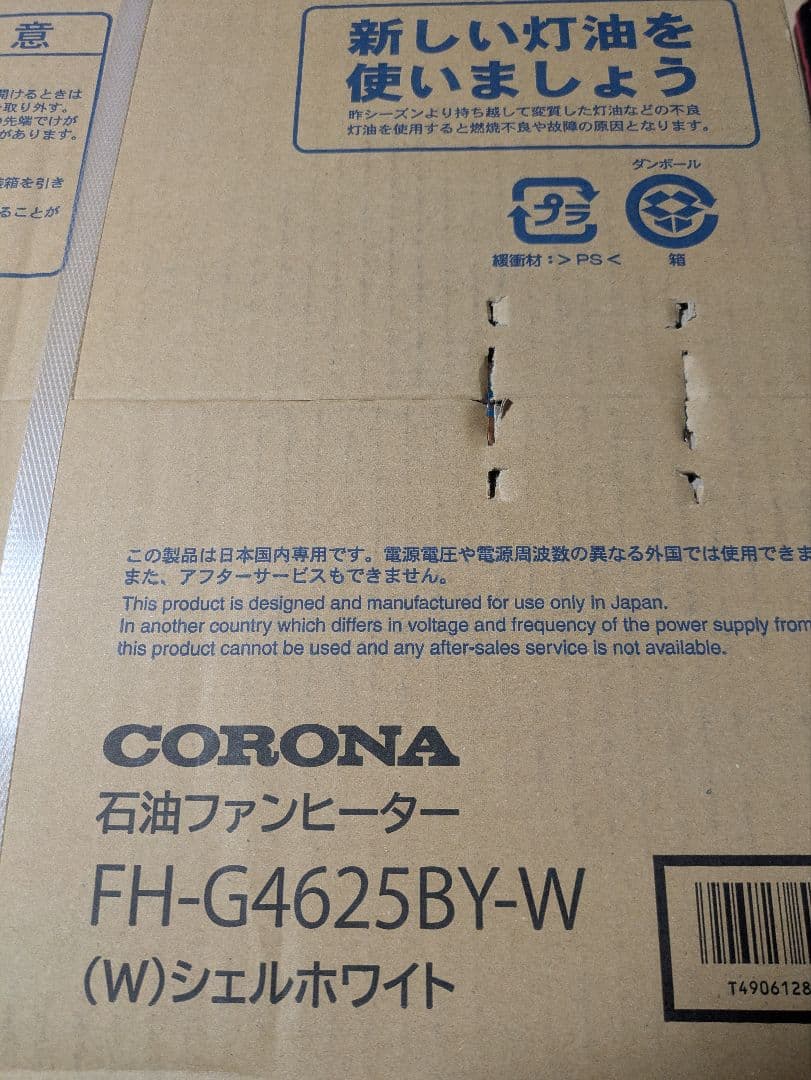 意
開けるときは
取り外す。
先端でけが
があります。
箱を引き
ることが
新しい灯油を
使いましょう
昨シーズンより持ち越して変質した灯油などの不良
灯油を使用すると燃焼不良や故障の原因となります。
ダンボール
プラ
緩衝材:>PS<
箱
この製品は日本国内専用です。電源電圧や電源周波数の異なる外国では使用できま
また、アフターサービスもできません。
This product is designed and manufactured for use only in Japan.
In another country which differs in voltage and frequency of the power supply from
this product cannot be used and any after-sales service is not available.
CORONA
石油ファンヒーター
FH-G4625BY-W
(W)シェルホワイト
T4906128